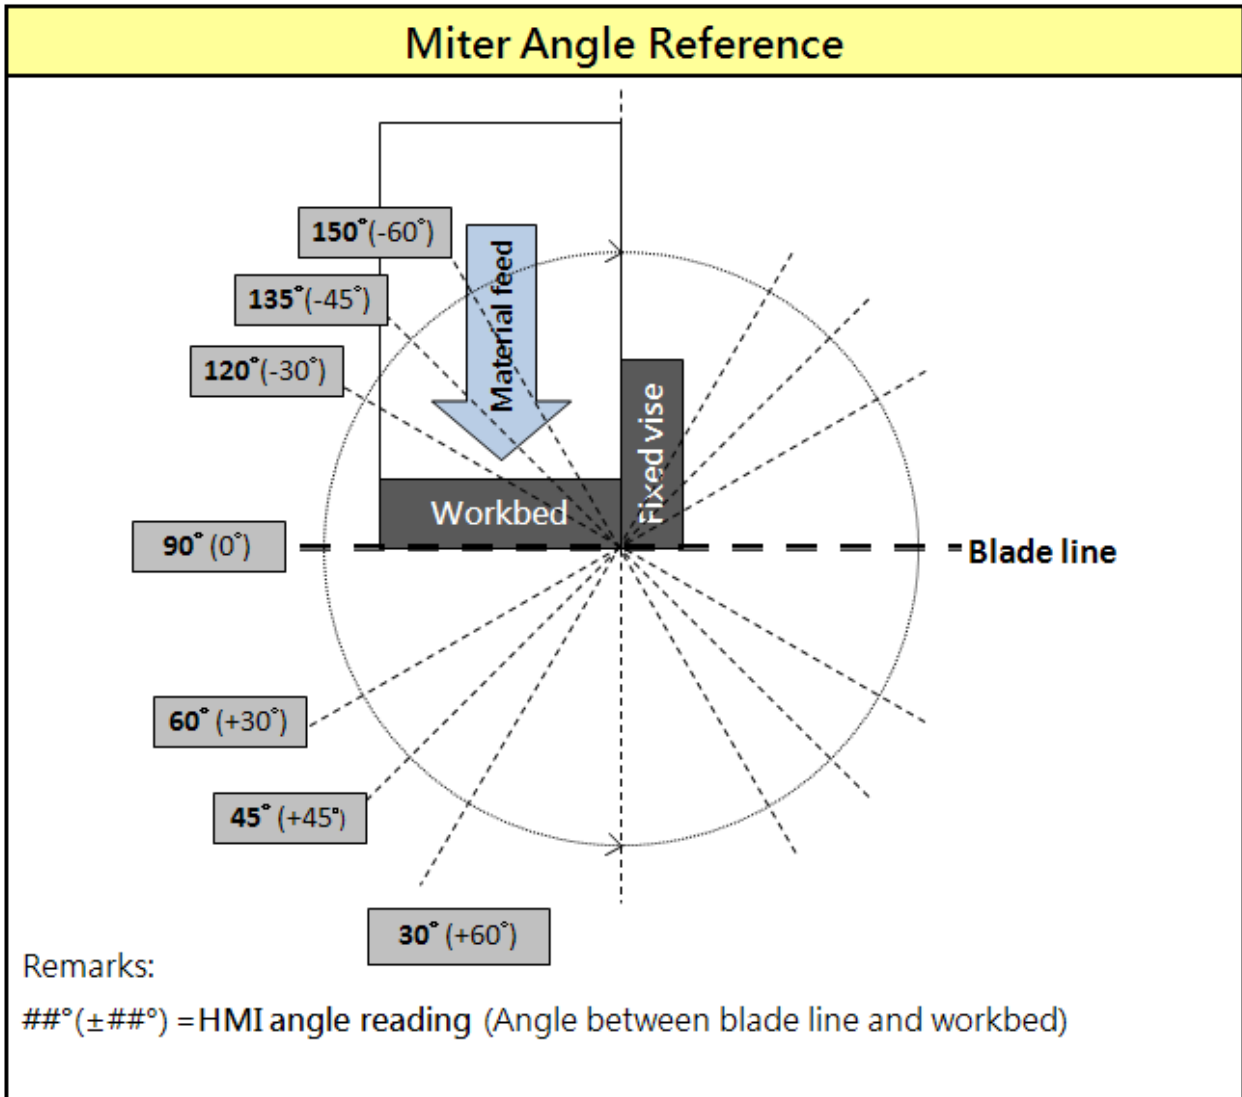 Miter Angle Reference
150°(-60°)
Material feed
135°(-45°)
120°(-30°)
Fixed vise
Workbed
90° (0°)
Blade line
60° (+30°)
45° (+45°)
30° (+60°)
Remarks:
##°(±##°) =HMI angle reading (Angle between blade line and workbed)